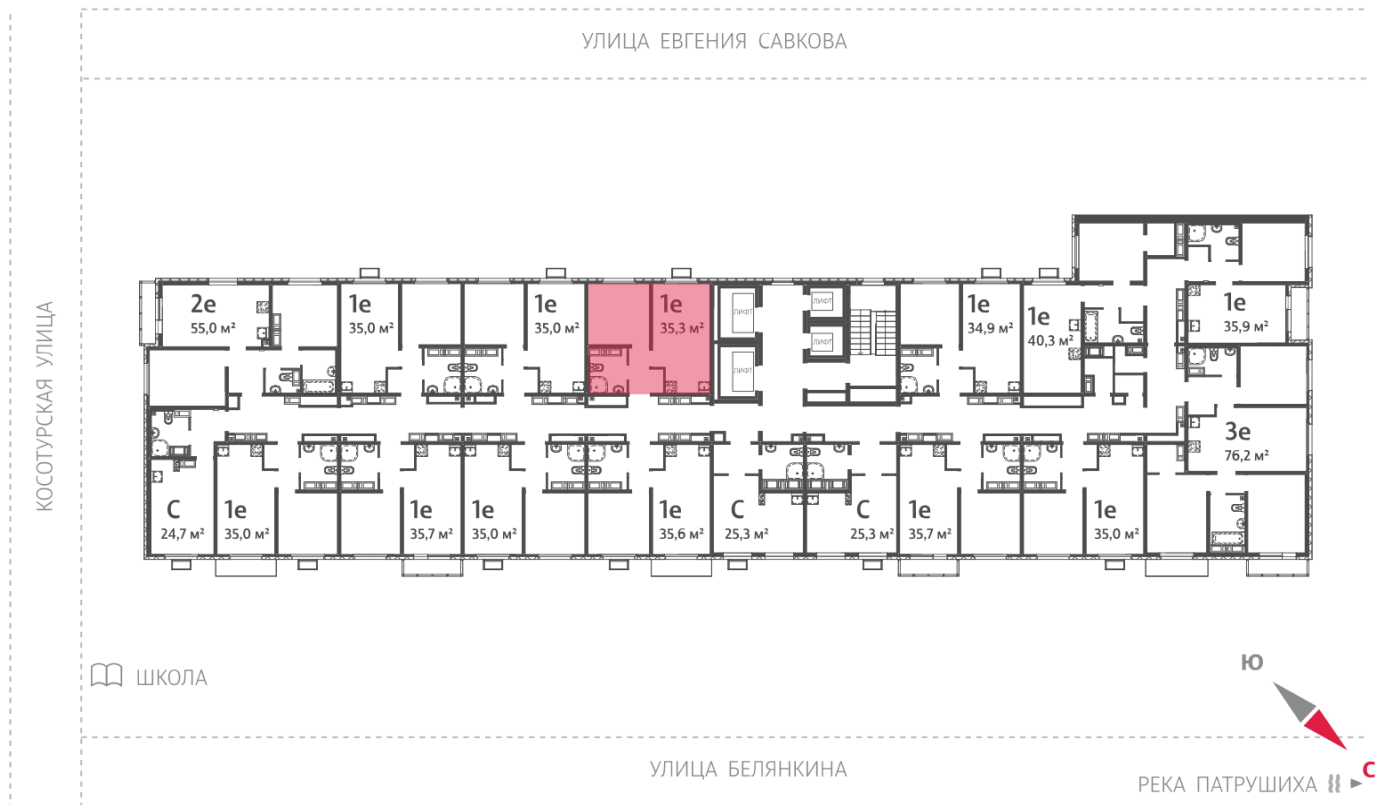 УЛИЦА ЕВГЕНИЯ САВКОВА
КОСОТУРСКАЯ УЛИЦА
2е
55,0 м²
1е
35,0 м²
1е
35,0 м²
1е
35,3 м²
ЛИФТ
ЛИФТ
ЛИФТ
ЛИФТ
1е
34,9 м²
1е
40,3 м²
1е
35,9 м²
3е
76,2 м²
С
24,7 м²
1е
35,0 м²
1е
35,7 м²
1е
35,0 м²
1е
35,6 м²
С
25,3 м²
С
25,3 м²
1е
35,7 м²
1е
35,0 м²
ШКОЛА
Ю
С
УЛИЦА БЕЛЯНКИНА
РЕКА ПАТРУШИХА